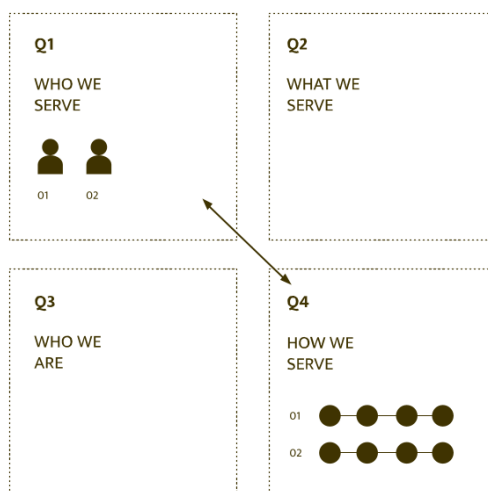 Q1
WHO WE
SERVE
01 02
Q2
WHAT WE
SERVE
Q3
WHO WE
ARE
Q4
HOW WE
SERVE
01
02